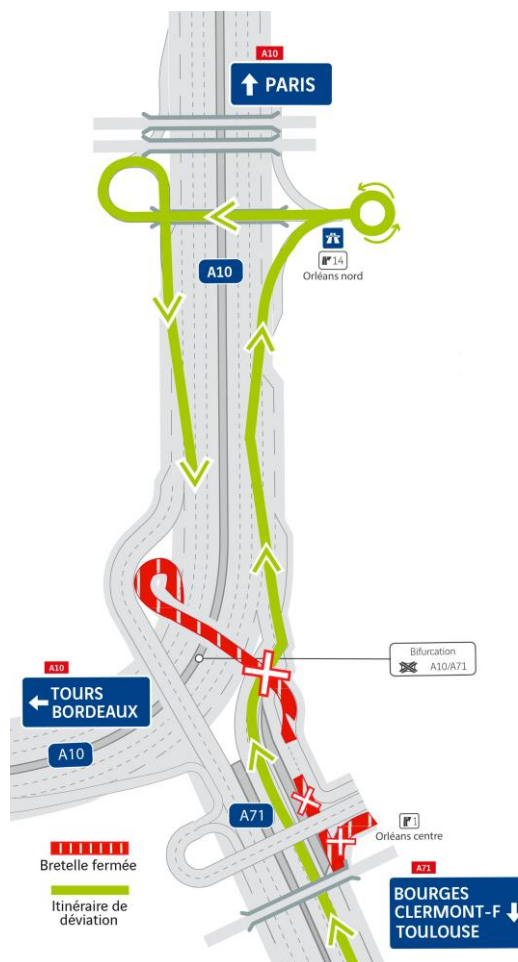 A10
↑ PARIS
14
Orléans nord
A10
Bifurcation
A10/A71
A10
← TOURS
BORDEAUX
A10
A71
1
Orléans centre
Bretelle fermée
Itinéraire de
déviation
A71
BOURGES
CLERMONT-F ↓
TOULOUSE